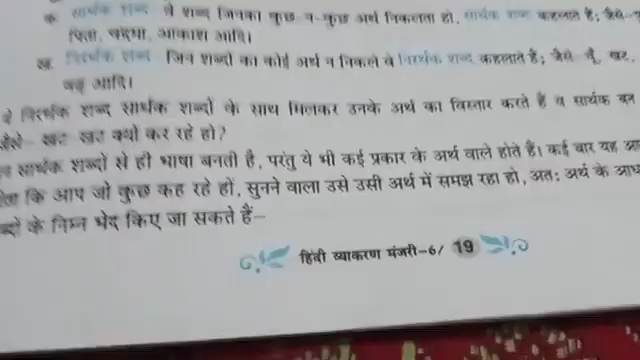 क. सार्थक शब्द वे शब्द जिनका कुछ न-कुछ अर्थ निकलता हो, सार्थक शब्द कहलाते हैं; जैसे-
पिता, चंद्रमा, आकाश आदि।
ख. निरर्थक शब्द जिन शब्दों का कोई अर्थ न निकले वे निरर्थक शब्द कहलाते हैं; जैसे चूँ, खट,
आदि।
ये निरर्थक शब्द सार्थक शब्दों के साथ मिलकर उनके अर्थ का विस्तार करते हैं व सार्थक बन
जैसे- खट खट क्यों कर रहे हो?
न सार्थक शब्दों से ही भाषा बनती है, परंतु ये भी कई प्रकार के अर्थ वाले होते हैं। कई बार यह
कि आप जो कुछ कह रहे हों, सुनने वाला उसे उसी अर्थ में समझ रहा हो, अतः अर्थ के
ब्दों के निम्न भेद किए जा सकते हैं–
हिंदी व्याकरण मंजरी-6/ 19